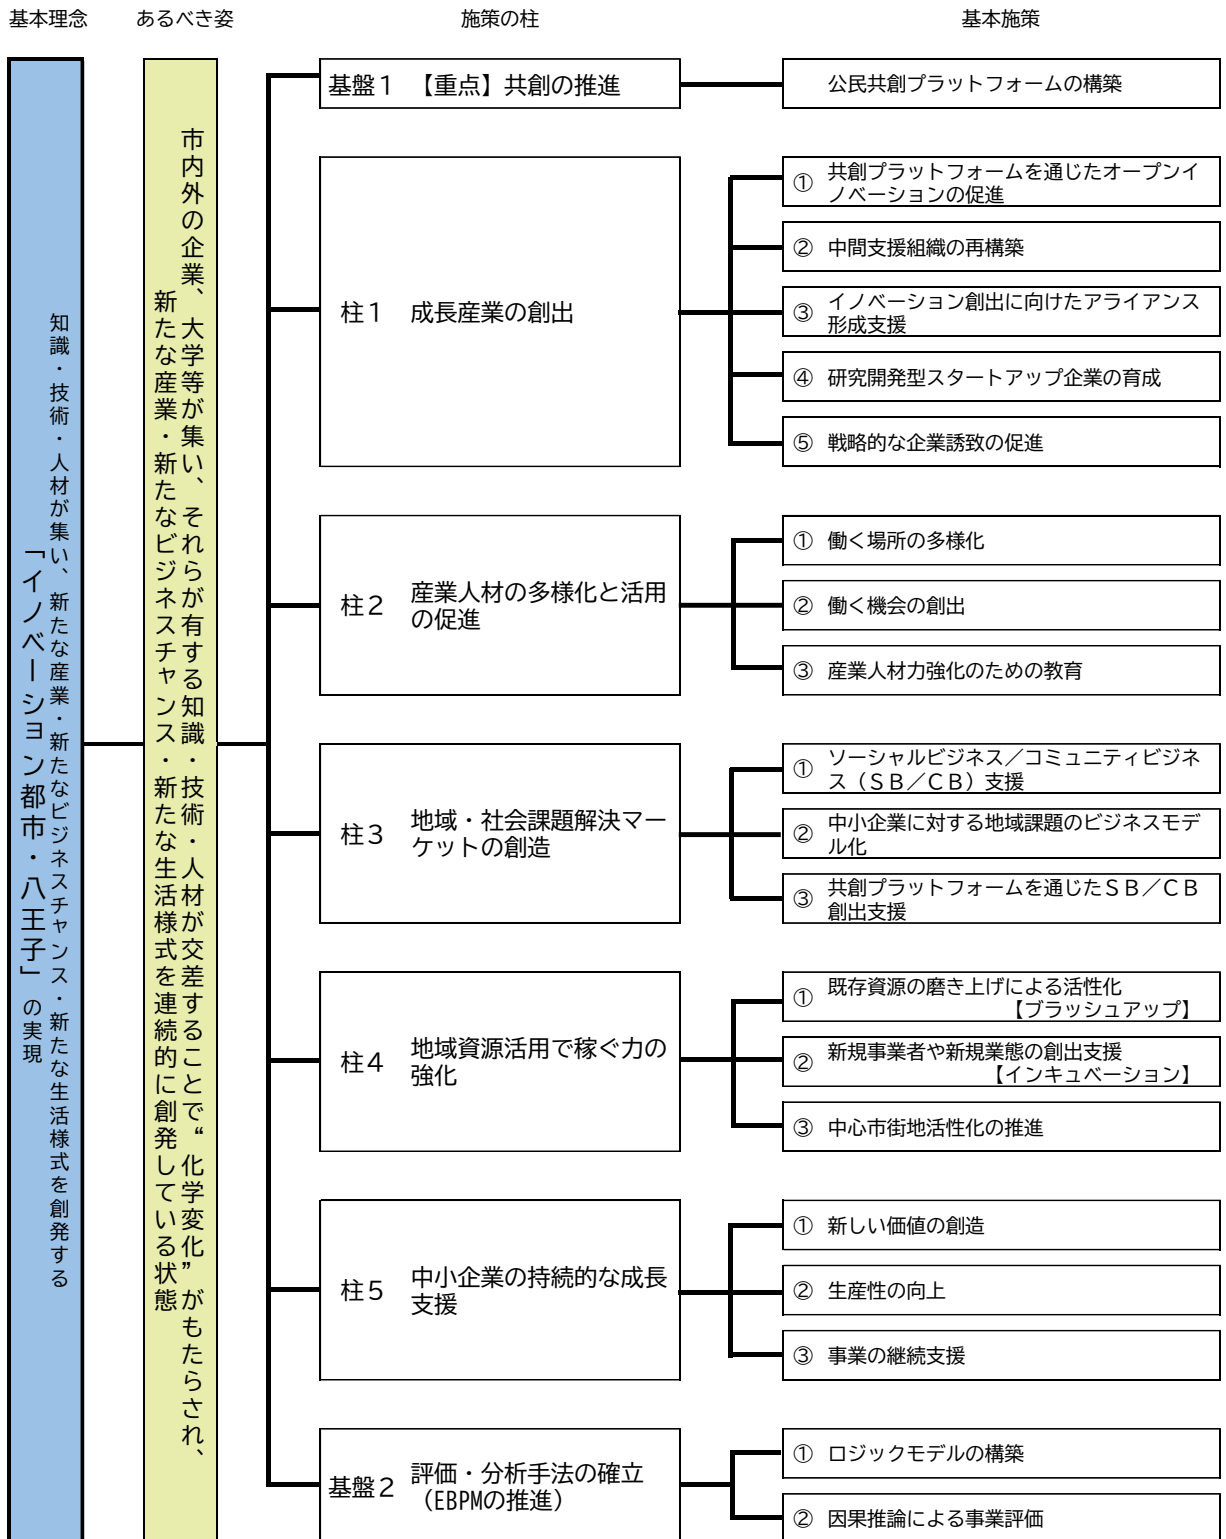 基本理念
あるべき姿
施策の柱
基本施策
知識・技術・人材が集い、新たな産業・新たなビジネスチャンス・新たな生活様式を創発する
「イノベーション都市・八王子」の実現
市内外の企業、大学等が集い、それらが有する知識・技術・人材が交差することで“化学変化”がもたらされ、
新たな産業・新たなビジネスチャンス・新たな生活様式を連続的に創発している状態
基盤１ 【重点】共創の推進
公民共創プラットフォームの構築
柱１ 成長産業の創出
① 共創プラットフォームを通じたオープンイ
ノベーションの促進
② 中間支援組織の再構築
③ イノベーション創出に向けたアライアンス
形成支援
④ 研究開発型スタートアップ企業の育成
⑤ 戦略的な企業誘致の促進
柱２ 産業人材の多様化と活用
の促進
① 働く場所の多様化
② 働く機会の創出
③ 産業人材力強化のための教育
柱３ 地域・社会課題解決マー
ケットの創造
① ソーシャルビジネス／コミュニティビジネ
ス（ＳＢ／ＣＢ）支援
② 中小企業に対する地域課題のビジネスモデ
ル化
③ 共創プラットフォームを通じたＳＢ／ＣＢ
創出支援
柱４ 地域資源活用で稼ぐ力の
強化
① 既存資源の磨き上げによる活性化
【ブラッシュアップ】
② 新規事業者や新規業態の創出支援
【インキュベーション】
③ 中心市街地活性化の推進
柱５ 中小企業の持続的な成長
支援
① 新しい価値の創造
② 生産性の向上
③ 事業の継続支援
基盤２ 評価・分析手法の確立
（EBPMの推進）
① ロジックモデルの構築
② 因果推論による事業評価